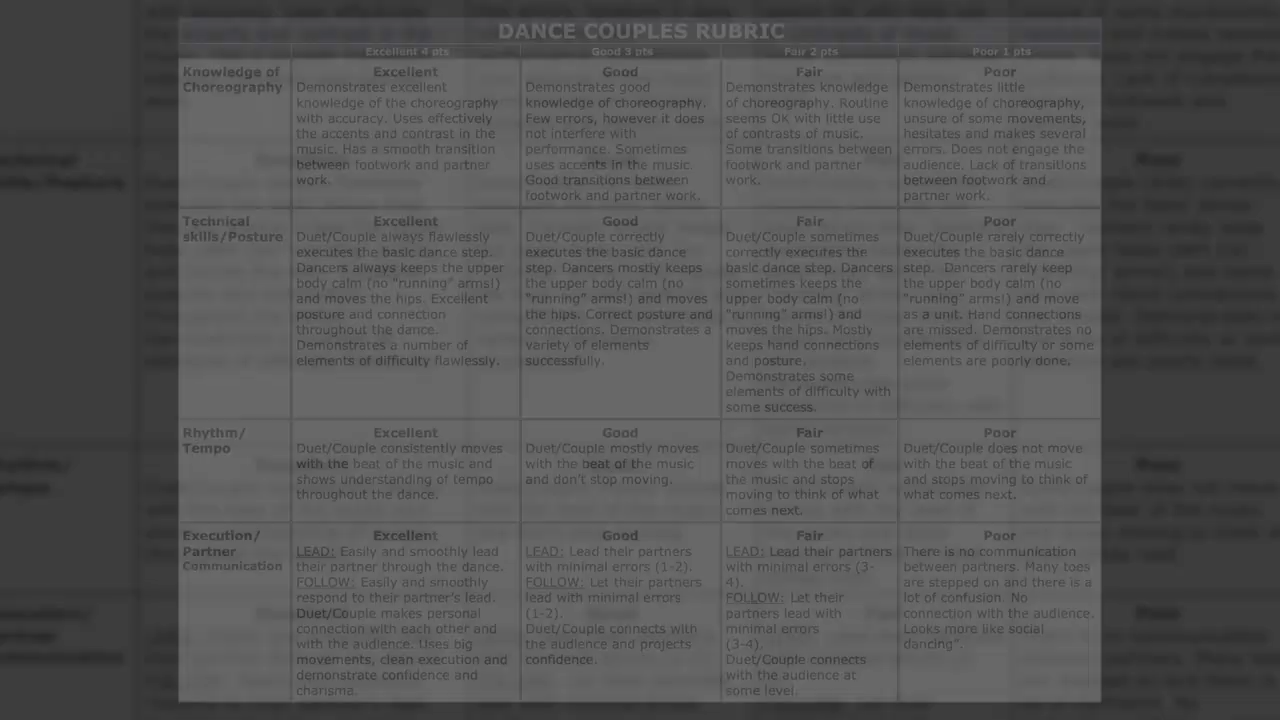 DANCE COUPLES RUBRIC
Excellent 4 pts
Good 3 pts
Fair 2 pts
Poor 1 pts
Knowledge of
Choreography
Excellent
Demonstrates excellent
knowledge of the choreography
with accuracy. Uses effectively
the accents and contrast in the
music. Has a smooth transition
between footwork and partner
work.
Good
Demonstrates good
knowledge of choreography.
Few errors, however it does
not interfere with
performance. Sometimes
uses accents in the music.
Good transitions between
footwork and partner work.
Fair
Demonstrates knowledge
of choreography. Routine
seems OK with little use
of contrasts of music.
Some transitions between
footwork and partner
work.
Poor
Demonstrates little
knowledge of choreography,
unsure of some movements,
hesitates and makes several
errors. Does not engage the
audience. Lack of transitions
between footwork and
partner work.
Technical
skills/Posture
Excellent
Duet/Couple always flawlessly
executes the basic dance step.
Dancers always keeps the upper
body calm (no "running" arms!)
and moves the hips. Excellent
posture and connection
throughout the dance.
Demonstrates a number of
elements of difficulty flawlessly.
Good
Duet/Couple correctly
executes the basic dance
step. Dancers mostly keeps
the upper body calm (no
"running" arms!) and moves
the hips. Correct posture and
connections. Demonstrates a
variety of elements
successfully.
Fair
Duet/Couple sometimes
correctly executes the
basic dance step. Dancers
sometimes keeps the
upper body calm (no
"running" arms!) and
moves the hips. Mostly
keeps hand connections
and posture.
Demonstrates some
elements of difficulty with
some success.
Poor
Duet/Couple rarely correctly
executes the basic dance
step. Dancers rarely keep
the upper body calm (no
"running" arms!) and move
as a unit. Hand connections
are missed. Demonstrates no
elements of difficulty or some
elements are poorly done.
Rhythm/
Tempo
Excellent
Duet/Couple consistently moves
with the beat of the music and
shows understanding of tempo
throughout the dance.
Good
Duet/Couple mostly moves
with the beat of the music
and don't stop moving.
Fair
Duet/Couple sometimes
moves with the beat of
the music and stops
moving to think of what
comes next.
Poor
Duet/Couple does not move
with the beat of the music
and stops moving to think of
what comes next.
Execution/
Partner
Communication
Excellent
LEAD: Easily and smoothly lead
their partner through the dance.
FOLLOW: Easily and smoothly
respond to their partner's lead.
Duet/Couple makes personal
connection with each other and
with the audience. Uses big
movements, clean execution and
demonstrate confidence and
charisma.
Good
LEAD: Lead their partners
with minimal errors (1-2).
FOLLOW: Let their partners
lead with minimal errors
(1-2).
Duet/Couple connects with
the audience and projects
confidence.
Fair
LEAD: Lead their partners
with minimal errors (3-
4).
FOLLOW: Let their
partners lead with
minimal errors
(3-4).
Duet/Couple connects
with the audience at
some level.
Poor
There is no communication
between partners. Many toes
are stepped on and there is a
lot of confusion. No
connection with the audience.
Looks more like social
dancing".